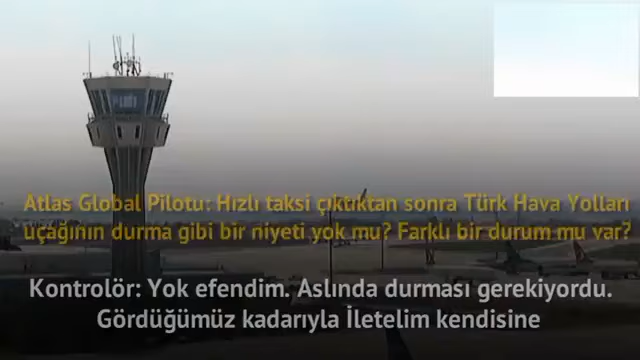 Atlas Global Pilotu: Hızlı taksi çıktıktan sonra Türk Hava Yolları
uçağının durma gibi bir niyeti yok mu? Farklı bir durum mu var?
Kontrolör: Yok efendim. Aslında durması gerekiyordu.
Gördüğümüz kadarıyla İletelim kendisine